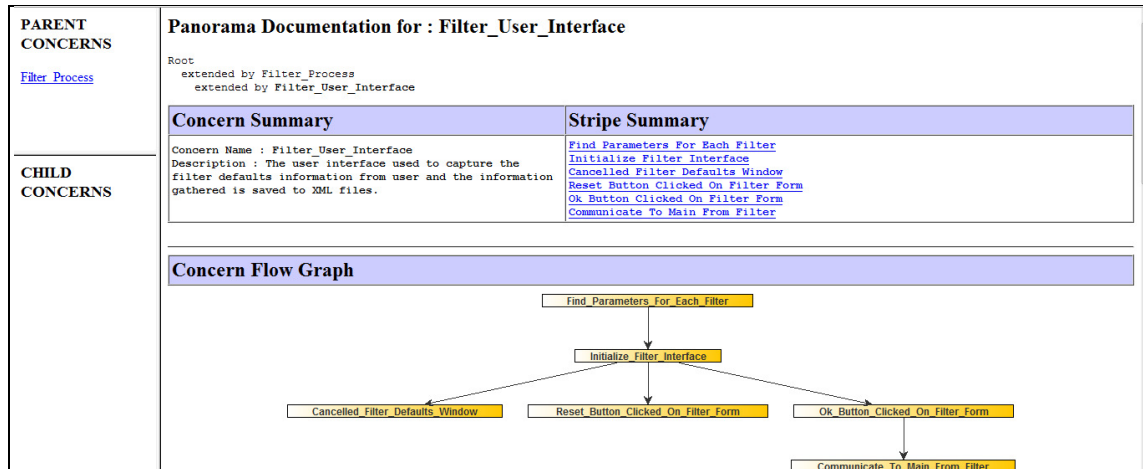 PARENT
CONCERNS
Filter_Process
CHILD
CONCERNS
Panorama Documentation for : Filter_User_Interface
Root
extended by Filter_Process
extended by Filter_User_Interface
Concern Summary
Concern Name : Filter_User_Interface
Description : The user interface used to capture the
filter defaults information from user and the information
gathered is saved to XML files.
Stripe Summary
Find Parameters For Each Filter
Initialize Filter Interface
Cancelled Filter Defaults Window
Reset Button Clicked On Filter Form
Ok Button Clicked On Filter Form
Communicate To Main From Filter
Concern Flow Graph
Find_Parameters_For_Each_Filter
Initialize_Filter_Interface
Cancelled_Filter_Defaults_Window
Reset_Button_Clicked_On_Filter_Form
Ok_Button_Clicked_On_Filter_Form
Communicate_To_Main_From_Filter